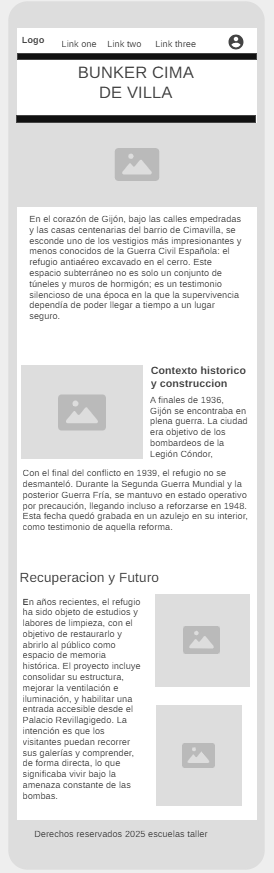 Logo
Link one Link two Link three
BUNKER CIMA
DE VILLA
En el corazón de Gijón, bajo las calles empedradas
y las casas centenarias del barrio de Cimavilla, se
esconde uno de los vestigios más impresionantes y
menos conocidos de la Guerra Civil Española: el
refugio antiaéreo excavado en el cerro. Este
espacio subterráneo no es solo un conjunto de
túneles y muros de hormigón; es un testimonio
silencioso de una época en la que la supervivencia
dependía de poder llegar a tiempo a un lugar
seguro.
Contexto historico
y construccion
A finales de 1936,
Gijón se encontraba en
plena guerra. La ciudad
era objetivo de los
bombardeos de la
Legión Cóndor,
Con el final del conflicto en 1939, el refugio no se
desmanteló. Durante la Segunda Guerra Mundial y la
posterior Guerra Fría, se mantuvo en estado operativo
por precaución, llegando incluso a reforzarse en 1948.
Esta fecha quedó grabada en un azulejo en su interior,
como testimonio de aquella reforma.
Recuperacion y Futuro
En años recientes, el refugio
ha sido objeto de estudios y
labores de limpieza, con el
objetivo de restaurarlo y
abrirlo al público como
espacio de memoria
histórica. El proyecto incluye
consolidar su estructura,
mejorar la ventilación e
iluminación, y habilitar una
entrada accesible desde el
Palacio Revillagigedo. La
intención es que los
visitantes puedan recorrer
sus galerías y comprender,
de forma directa, lo que
significaba vivir bajo la
amenaza constante de las
bombas.
Derechos reservados 2025 escuelas taller